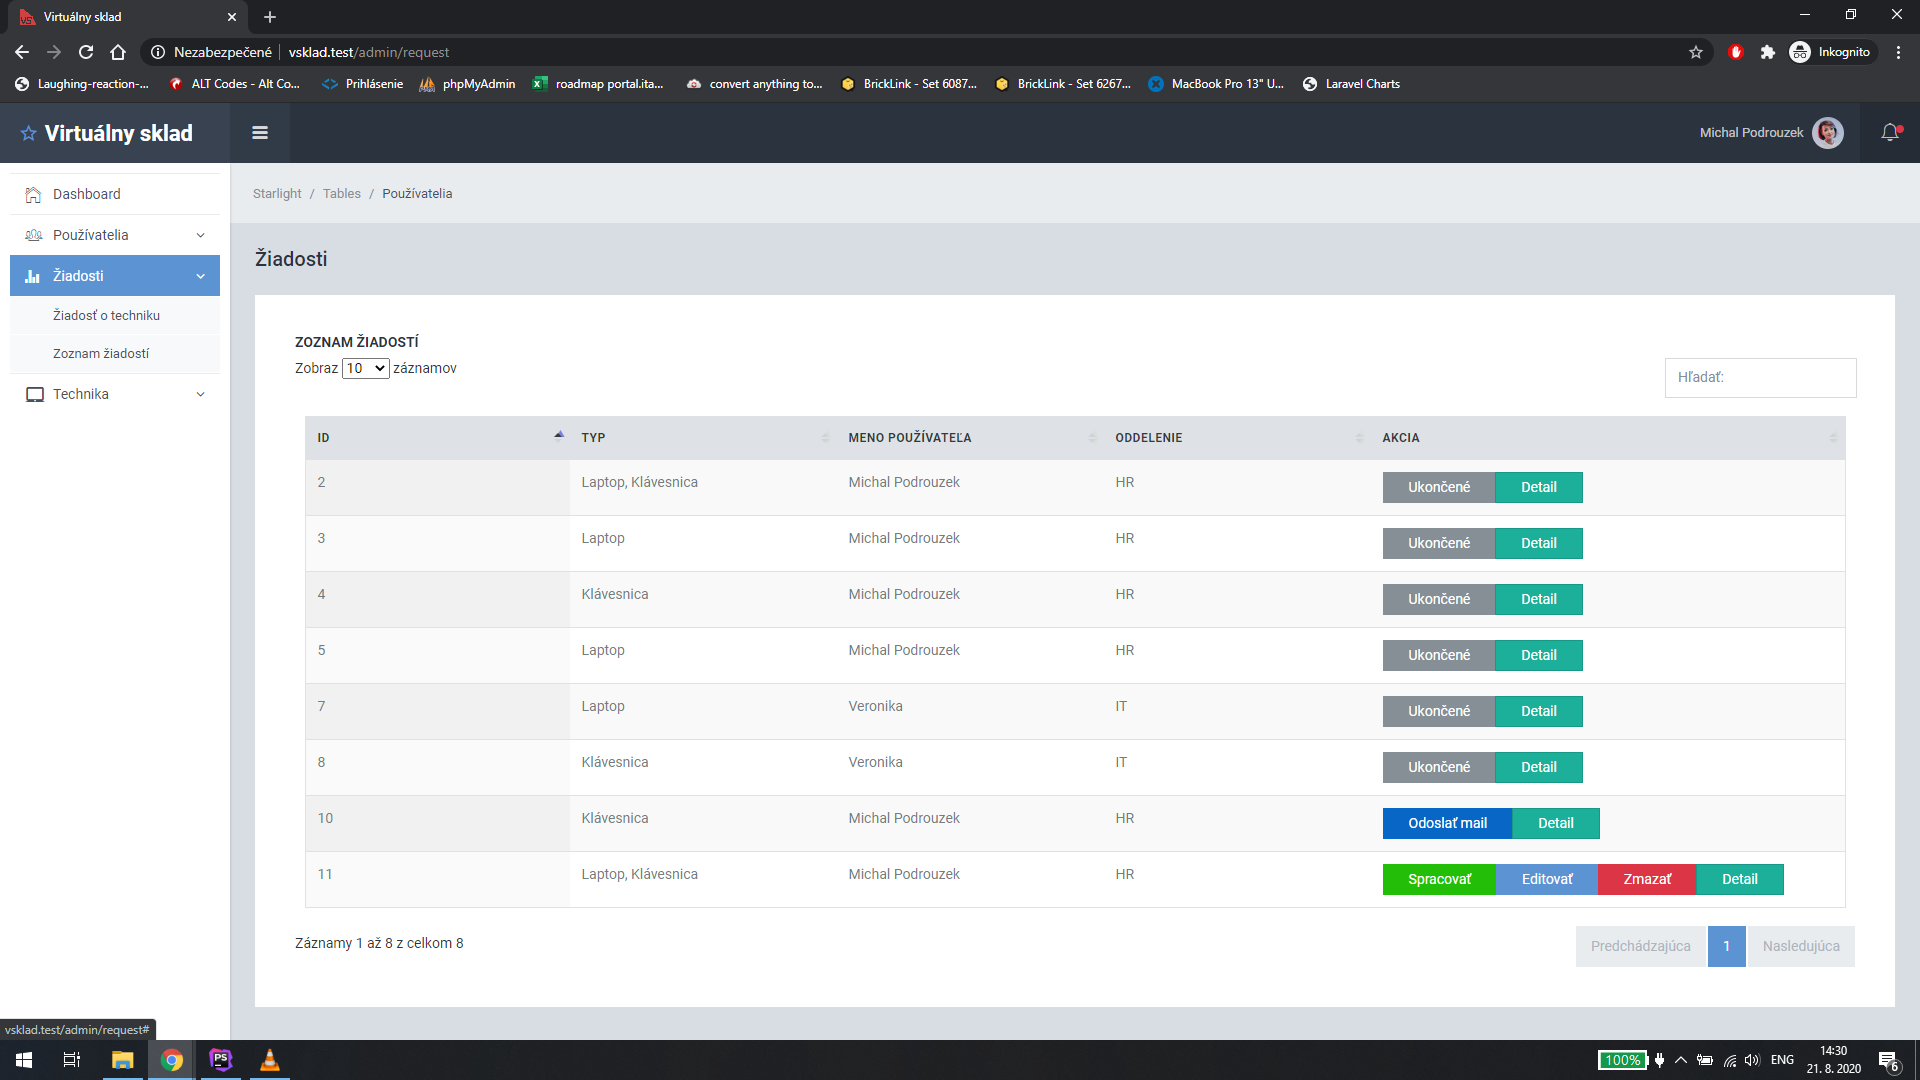 Virtuálny sklad
Nezabezpečené vsklad.test/admin/request Inkognito
Laughing-reaction-... ALT Codes - Alt Co... Prihlásenie phpMyAdmin roadmap portal.ita... convert anything to... BrickLink - Set 6087... BrickLink - Set 6267... MacBook Pro 13" U... Laravel Charts
Virtuálny sklad Michal Podrouzek
Dashboard
Používatelia
Žiadosti
Žiadosť o techniku
Zoznam žiadostí
Technika
Starlight / Tables / Používatelia
Žiadosti
ZOZNAM ŽIADOSTÍ
Zobraz 10 záznamov
Hľadať:
ID TYP MENO POUŽÍVATEĽA ODDELENIE AKCIA
2 Laptop, Klávesnica Michal Podrouzek HR Ukončené Detail
3 Laptop Michal Podrouzek HR Ukončené Detail
4 Klávesnica Michal Podrouzek HR Ukončené Detail
5 Laptop Michal Podrouzek HR Ukončené Detail
7 Laptop Veronika IT Ukončené Detail
8 Klávesnica Veronika IT Ukončené Detail
10 Klávesnica Michal Podrouzek HR Odoslať mail Detail
11 Laptop, Klávesnica Michal Podrouzek HR Spracovať Editovať Zmazať Detail
Záznamy 1 až 8 z celkom 8
Predchádzajúca 1 Nasledujúca
vsklad.test/admin/request#
PS
100% ENG 14:30
21. 8. 2020
6